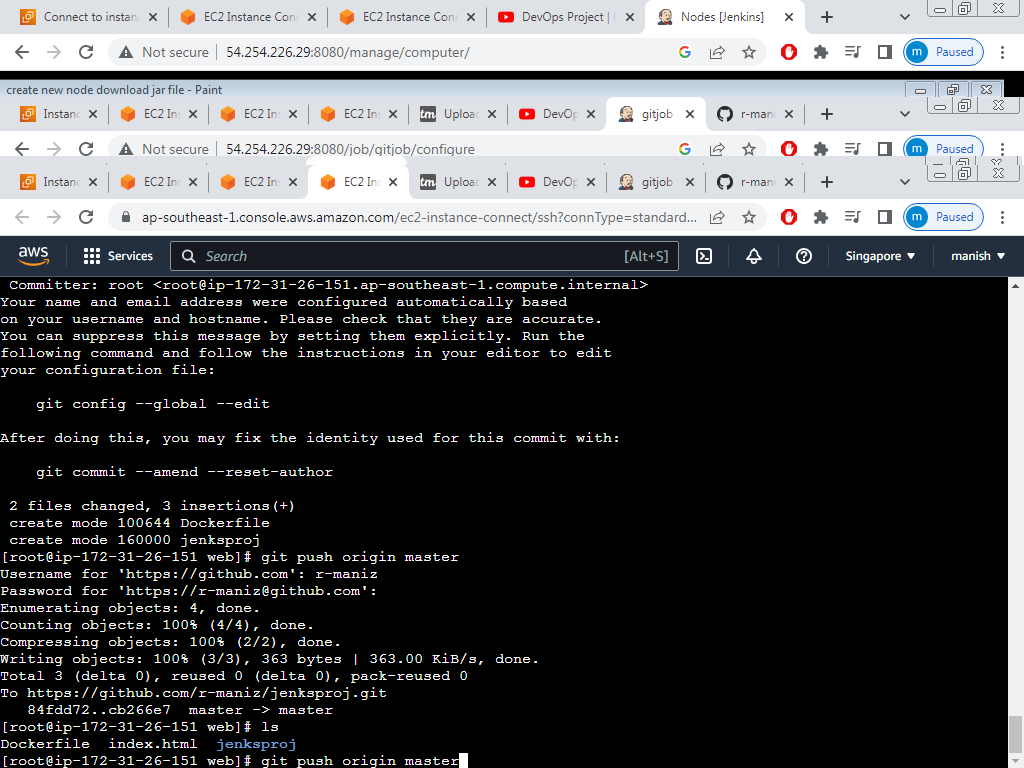 Connect to instan
EC2 Instance Conn
EC2 Instance Conn
DevOps Project | C
Nodes [Jenkins]
Not secure
54.254.226.29:8080/manage/computer/
m
Paused
create new node download jar file - Paint
Instanc
EC2 Ins
EC2 Ins
EC2 Ins
tm
Upload
DevOp
gitjob
r-mani
Not secure
54.254.226.29:8080/job/gitjob/configure
m
Paused
Instanc
EC2 Ins
EC2 Ins
EC2 Ins
tm
Upload
DevOp
gitjob
r-mani
ap-southeast-1.console.aws.amazon.com/ec2-instance-connect/ssh?connType=standard...
m
Paused
aws
Services
Search
[Alt+S]
Singapore
manish
Committer: root <root@ip-172-31-26-151.ap-southeast-1.compute.internal>
Your name and email address were configured automatically based
on your username and hostname. Please check that they are accurate.
You can suppress this message by setting them explicitly. Run the
following command and follow the instructions in your editor to edit
your configuration file:
git config --global --edit
After doing this, you may fix the identity used for this commit with:
git commit --amend --reset-author
2 files changed, 3 insertions(+)
create mode 100644 Dockerfile
create mode 160000 jenksproj
[root@ip-172-31-26-151 web]# git push origin master
Username for 'https://github.com': r-maniz
Password for 'https://r-maniz@github.com':
Enumerating objects: 4, done.
Counting objects: 100% (4/4), done.
Compressing objects: 100% (2/2), done.
Writing objects: 100% (3/3), 363 bytes | 363.00 KiB/s, done.
Total 3 (delta 0), reused 0 (delta 0), pack-reused 0
To https://github.com/r-maniz/jenksproj.git
84fdd72..cb266e7  master -> master
[root@ip-172-31-26-151 web]# ls
Dockerfile  index.html  jenksproj
[root@ip-172-31-26-151 web]# git push origin master